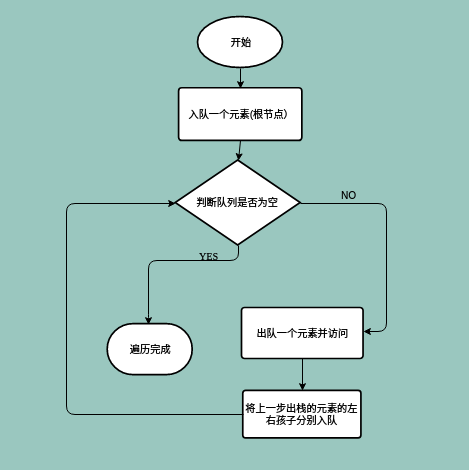 开始
入队一个元素(根节点）
判断队列是否为空
NO
YES
出队一个元素并访问
遍历完成
将上一步出栈的元素的左
右孩子分别入队